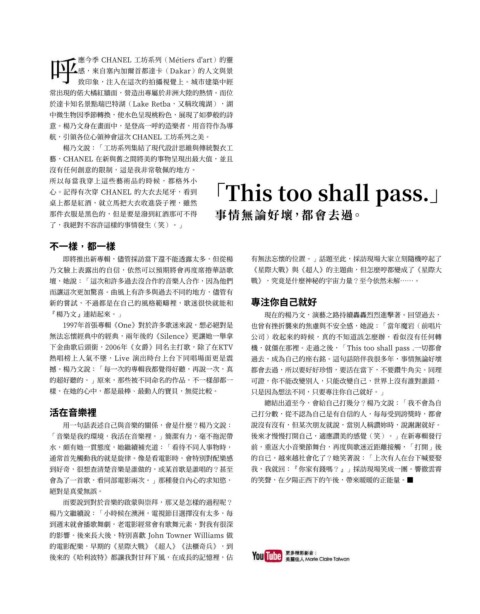 呼應今季 CHANEL 工坊系列（Métiers d'art）的靈
感，來自塞內加爾首都達卡（Dakar）的人文與景
致印象，注入在這次的拍攝視覺上。城市建築中經
常出現的偌大橘紅牆面，營造出專屬於非洲大陸的熱情。而位
於達卡知名景點瑞巴特湖（Lake Retba，又稱玫瑰湖），湖
中微生物因季節轉換，使水色呈現桃粉色，展現了如夢般的詩
意。楊乃文身在畫面中，是登高一呼的造樂者，用音符作為導
航，引領各位心領神會這次 CHANEL 工坊系列之美。
楊乃文說：「工坊系列集結了現代設計思維與傳統製衣工
藝，CHANEL 在新與舊之間將美的事物呈現出最大值，並且
沒有任何創意的限制，這是我非常敬佩的地方。
所以每當我穿上這些藝術品的時候，都格外小
心。記得有次穿 CHANEL 的大衣去尾牙，看到
桌上都是紅酒，就立馬把大衣收進袋子裡，雖然
那件衣服是黑色的，但是要是潑到紅酒那可不得
了，我絕對不容許這樣的事情發生（笑）。」
「This too shall pass.」
事情無論好壞，都會去過。
不一樣，都一樣
即將推出新專輯，儘管採訪當下還不能透露太多，但從楊
乃文臉上表露出的自信，依然可以預期將會再度席捲華語歌
壇，她說：「這次和許多過去沒合作的音樂人合作，因為他們
而讓這次更加驚喜。曲風上有許多與過去不同的地方，儘管有
新的嘗試，不過都是在自己的風格範疇裡，歌迷很快就能和
『楊乃文』連結起來。」
1997年首張專輯《One》對於許多歌迷來說，想必絕對是
無法忘懷經典中的經典，兩年後的《Silence》更讓她一舉拿
下金曲歌后頭銜，2006年《女爵》同名主打歌，除了在KTV
熱唱榜上人氣不墜，Live 演出時台上台下同唱場面更是震
撼。楊乃文說：「每一次的專輯我都覺得好聽，再說一次，真
的超好聽的。」原來，那些被不同命名的作品，不一樣卻都一
樣，在她的心中，都是最棒、最動人的寶貝，無從比較。
活在音樂裡
用一句話表述自己與音樂的關係，會是什麼？楊乃文說：
「音樂是我的環境，我活在音樂裡。」簡潔有力，毫不拖泥帶
水，頗有她一貫態度，她繼續補充道：「看待不同人事物時，
通常首先觸動我的就是旋律，像是看電影時，會特別對配樂感
到好奇，很想查清楚音樂是誰做的，或某首歌是誰唱的？甚至
會為了一首歌，看同部電影兩次。」那種發自內心的求知慾，
絕對是真愛無誤。
而要說到對於音樂的啟蒙與崇拜，那又是怎樣的過程呢？
楊乃文繼續說：「小時候在澳洲，電視節目選擇沒有太多，每
到週末就會播歌舞劇，老電影經常會有歌舞元素，對我有很深
的影響。後來長大後，特別喜歡 John Towner Williams 做
的電影配樂，早期的《星際大戰》《超人》《法櫃奇兵》，到
後來的《哈利波特》都讓我對甘拜下風，在成長的記憶裡，佔
有無法忘懷的位置。」話題至此，採訪現場大家立刻隨機哼起了
《星際大戰》與《超人》的主題曲，但怎麼哼都變成了《星際大
戰》，究竟是什麼神秘的宇宙力量？至今依然未解……。
專注你自己就好
現在的楊乃文，演藝之路持續轟轟烈烈進擊著，回望過去，
也曾有挫折襲來的焦慮與不安全感，她說：「當年魔岩（前唱片
公司）收起來的時候，真的不知道該怎麼辦。看似沒有任何轉
機，就僵在那裡。走過之後，『This too shall pass .一切都會
過去，成為自己的座右銘。這句話陪伴我很多年，事情無論好壞
都會去過，所以要好好珍惜，要活在當下、不要鑽牛角尖。同理
可證，你不能改變別人，只能改變自己，世界上沒有誰對誰錯，
只是因為想法不同，只要專注你自己就好。」
總結出道至今，會給自己打幾分？楊乃文說：「我不會為自
己打分數，從不認為自己是有自信的人，每每受到誇獎時，都會
說沒有沒有，但某次朋友就說，當別人稱讚妳時，說謝謝就好，
後來才慢慢打開自己，適應讚美的感覺（笑）。」在新專輯發行
前，重返大小音樂節舞台，再度與歌迷近距離接觸，「打開」後
的自己，越來越社會化了？她笑著說：「上次有人在台下喊要娶
我，我就回：『你家有錢嗎？』」採訪現場笑成一團，響徹雲霄
的笑聲，在夕陽正西下的午後，帶來暖暖的正能量。■
YouTube
更多精彩影音：
美麗佳人 Marie Claire Taiwan